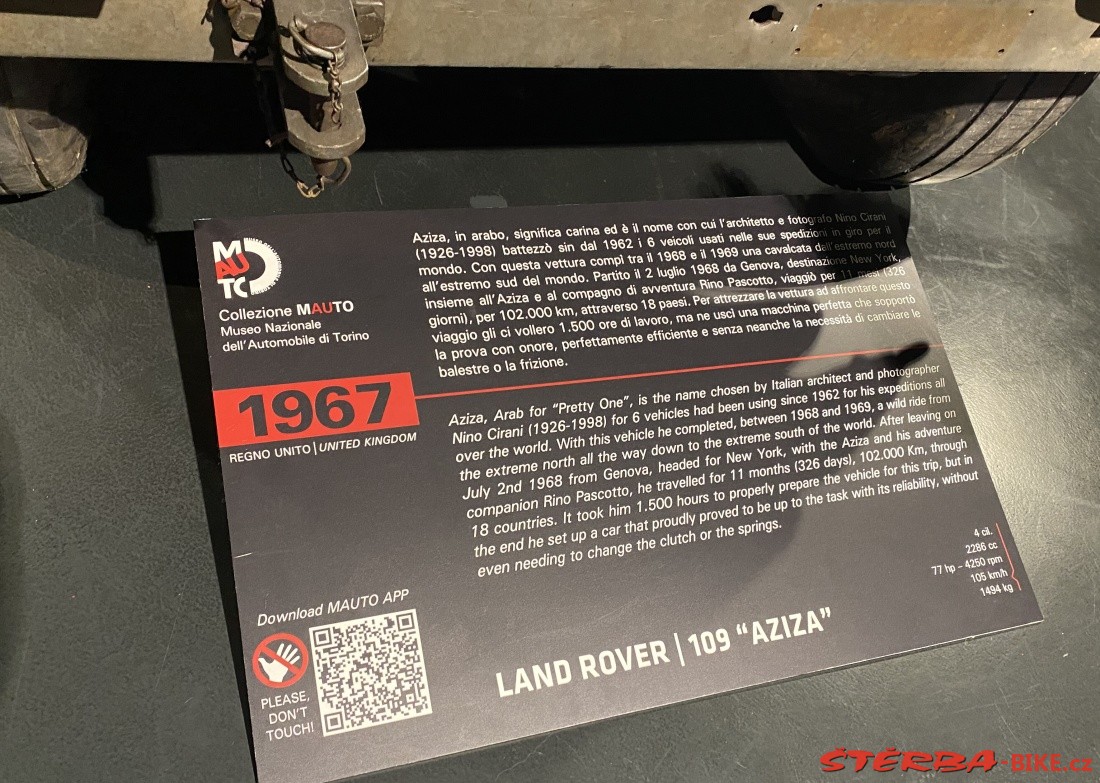 MAUTO
Collezione MAUTO
Museo Nazionale
dell'Automobile di Torino
Aziza, in arabo, significa carina ed è il nome con cui l'architetto e fotografo Nino Cirani
(1926-1998) battezzò sin dal 1962 i 6 veicoli usati nelle sue spedizioni in giro per il
mondo. Con questa vettura compì tra il 1968 e il 1969 una cavalcata dall'estremo nord
all'estremo sud del mondo. Partito il 2 luglio 1968 da Genova, destinazione New York,
insieme all'Aziza e al compagno di avventura Rino Pascotto, viaggiò per 11 mesi (326
giorni), per 102.000 km, attraverso 18 paesi. Per attrezzare la vettura ad affrontare questo
viaggio gli ci vollero 1.500 ore di lavoro, ma ne uscì una macchina perfetta che sopportò
la prova con onore, perfettamente efficiente e senza neanche la necessità di cambiare le
balestre o la frizione.
1967
REGNO UNITO | UNITED KINGDOM
Aziza, Arab for "Pretty One", is the name chosen by Italian architect and photographer
Nino Cirani (1926-1998) for 6 vehicles had been using since 1962 for his expeditions all
over the world. With this vehicle he completed, between 1968 and 1969, a wild ride from
the extreme north all the way down to the extreme south of the world. After leaving on
July 2nd 1968 from Genova, headed for New York, with the Aziza and his adventure
companion Rino Pascotto, he travelled for 11 months (326 days), 102.000 Km, through
18 countries. It took him 1.500 hours to properly prepare the vehicle for this trip, but in
the end he set up a car that proudly proved to be up to the task with its reliability, without
even needing to change the clutch or the springs.
4 cil.
2286 cc
77 hp – 4250 rpm
105 km/h
1494 kg
Download MAUTO APP
PLEASE,
DON'T
TOUCH!
LAND ROVER | 109 "AZIZA"
ŠTĚRBA-BIKE.cz